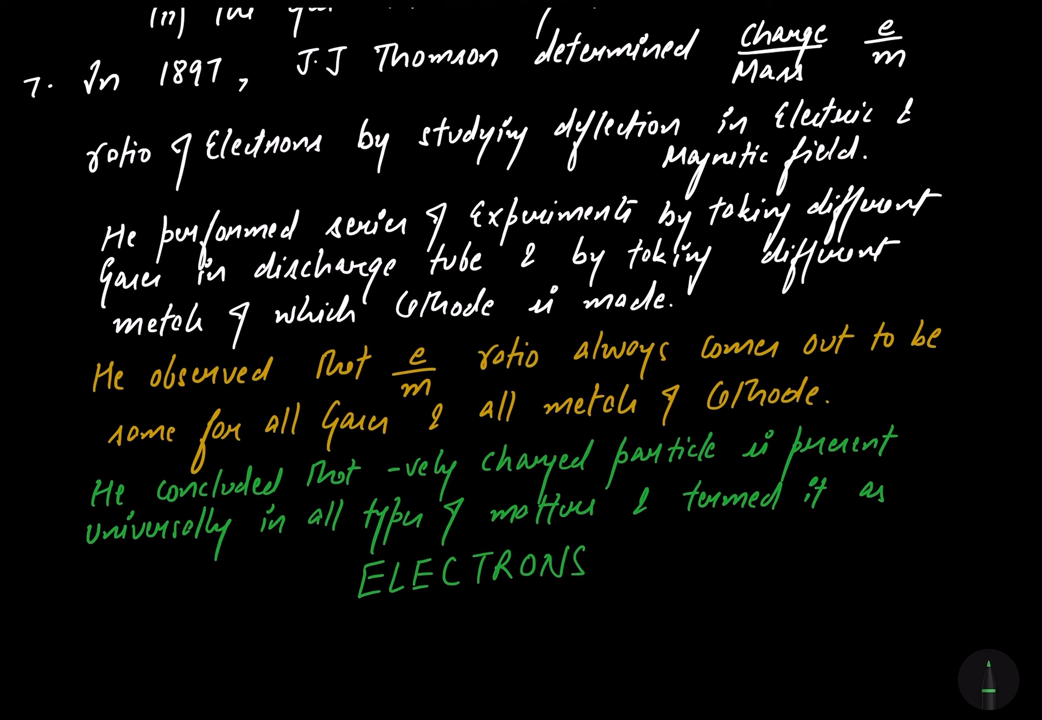 7. In 1897, J.J Thomson determined Charge/Mass e/m
ratio of Electrons by studying deflection in Electric &
Magnetic field.
He performed series of Experiments by taking different
Gases in discharge tube & by taking different
metals of which Cathode is made.
He observed that e/m ratio always comes out to be
same for all Gases & all metals of Cathode.
He concluded that -vely charged particle is present
universally in all types of matters & termed it as
ELECTRONS